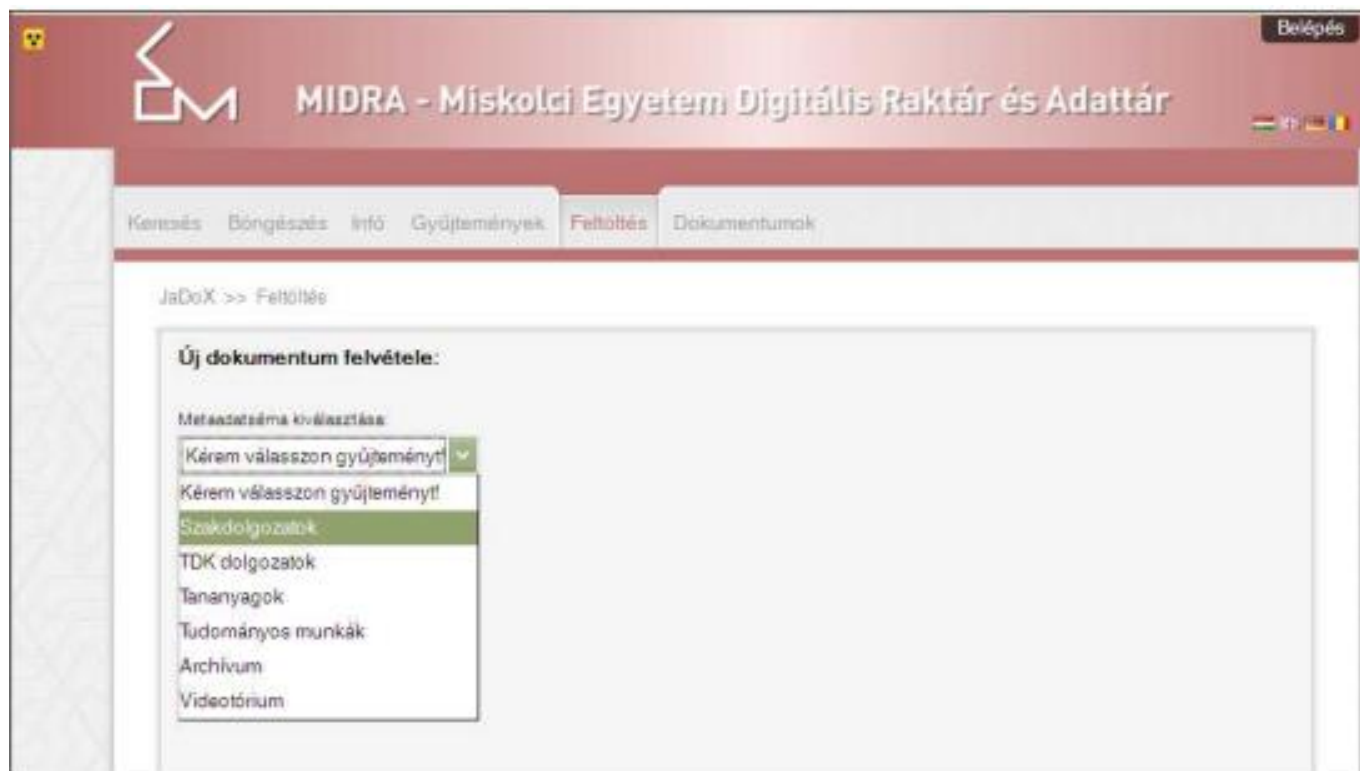 Belépés
MIDRA - Miskolci Egyetem Digitális Raktár és Adattár
Keresés Böngészés Infó Gyűjtemények Feltöltés Dokumentumok
JaDoX >> Feltöltés
Új dokumentum felvétele:
Metaadatséma kiválasztása:
Kérem válasszon gyűjteményt!
Kérem válasszon gyűjteményt!
Szakdolgozatok
TDK dolgozatok
Tananyagok
Tudományos munkák
Archívum
Videotórium